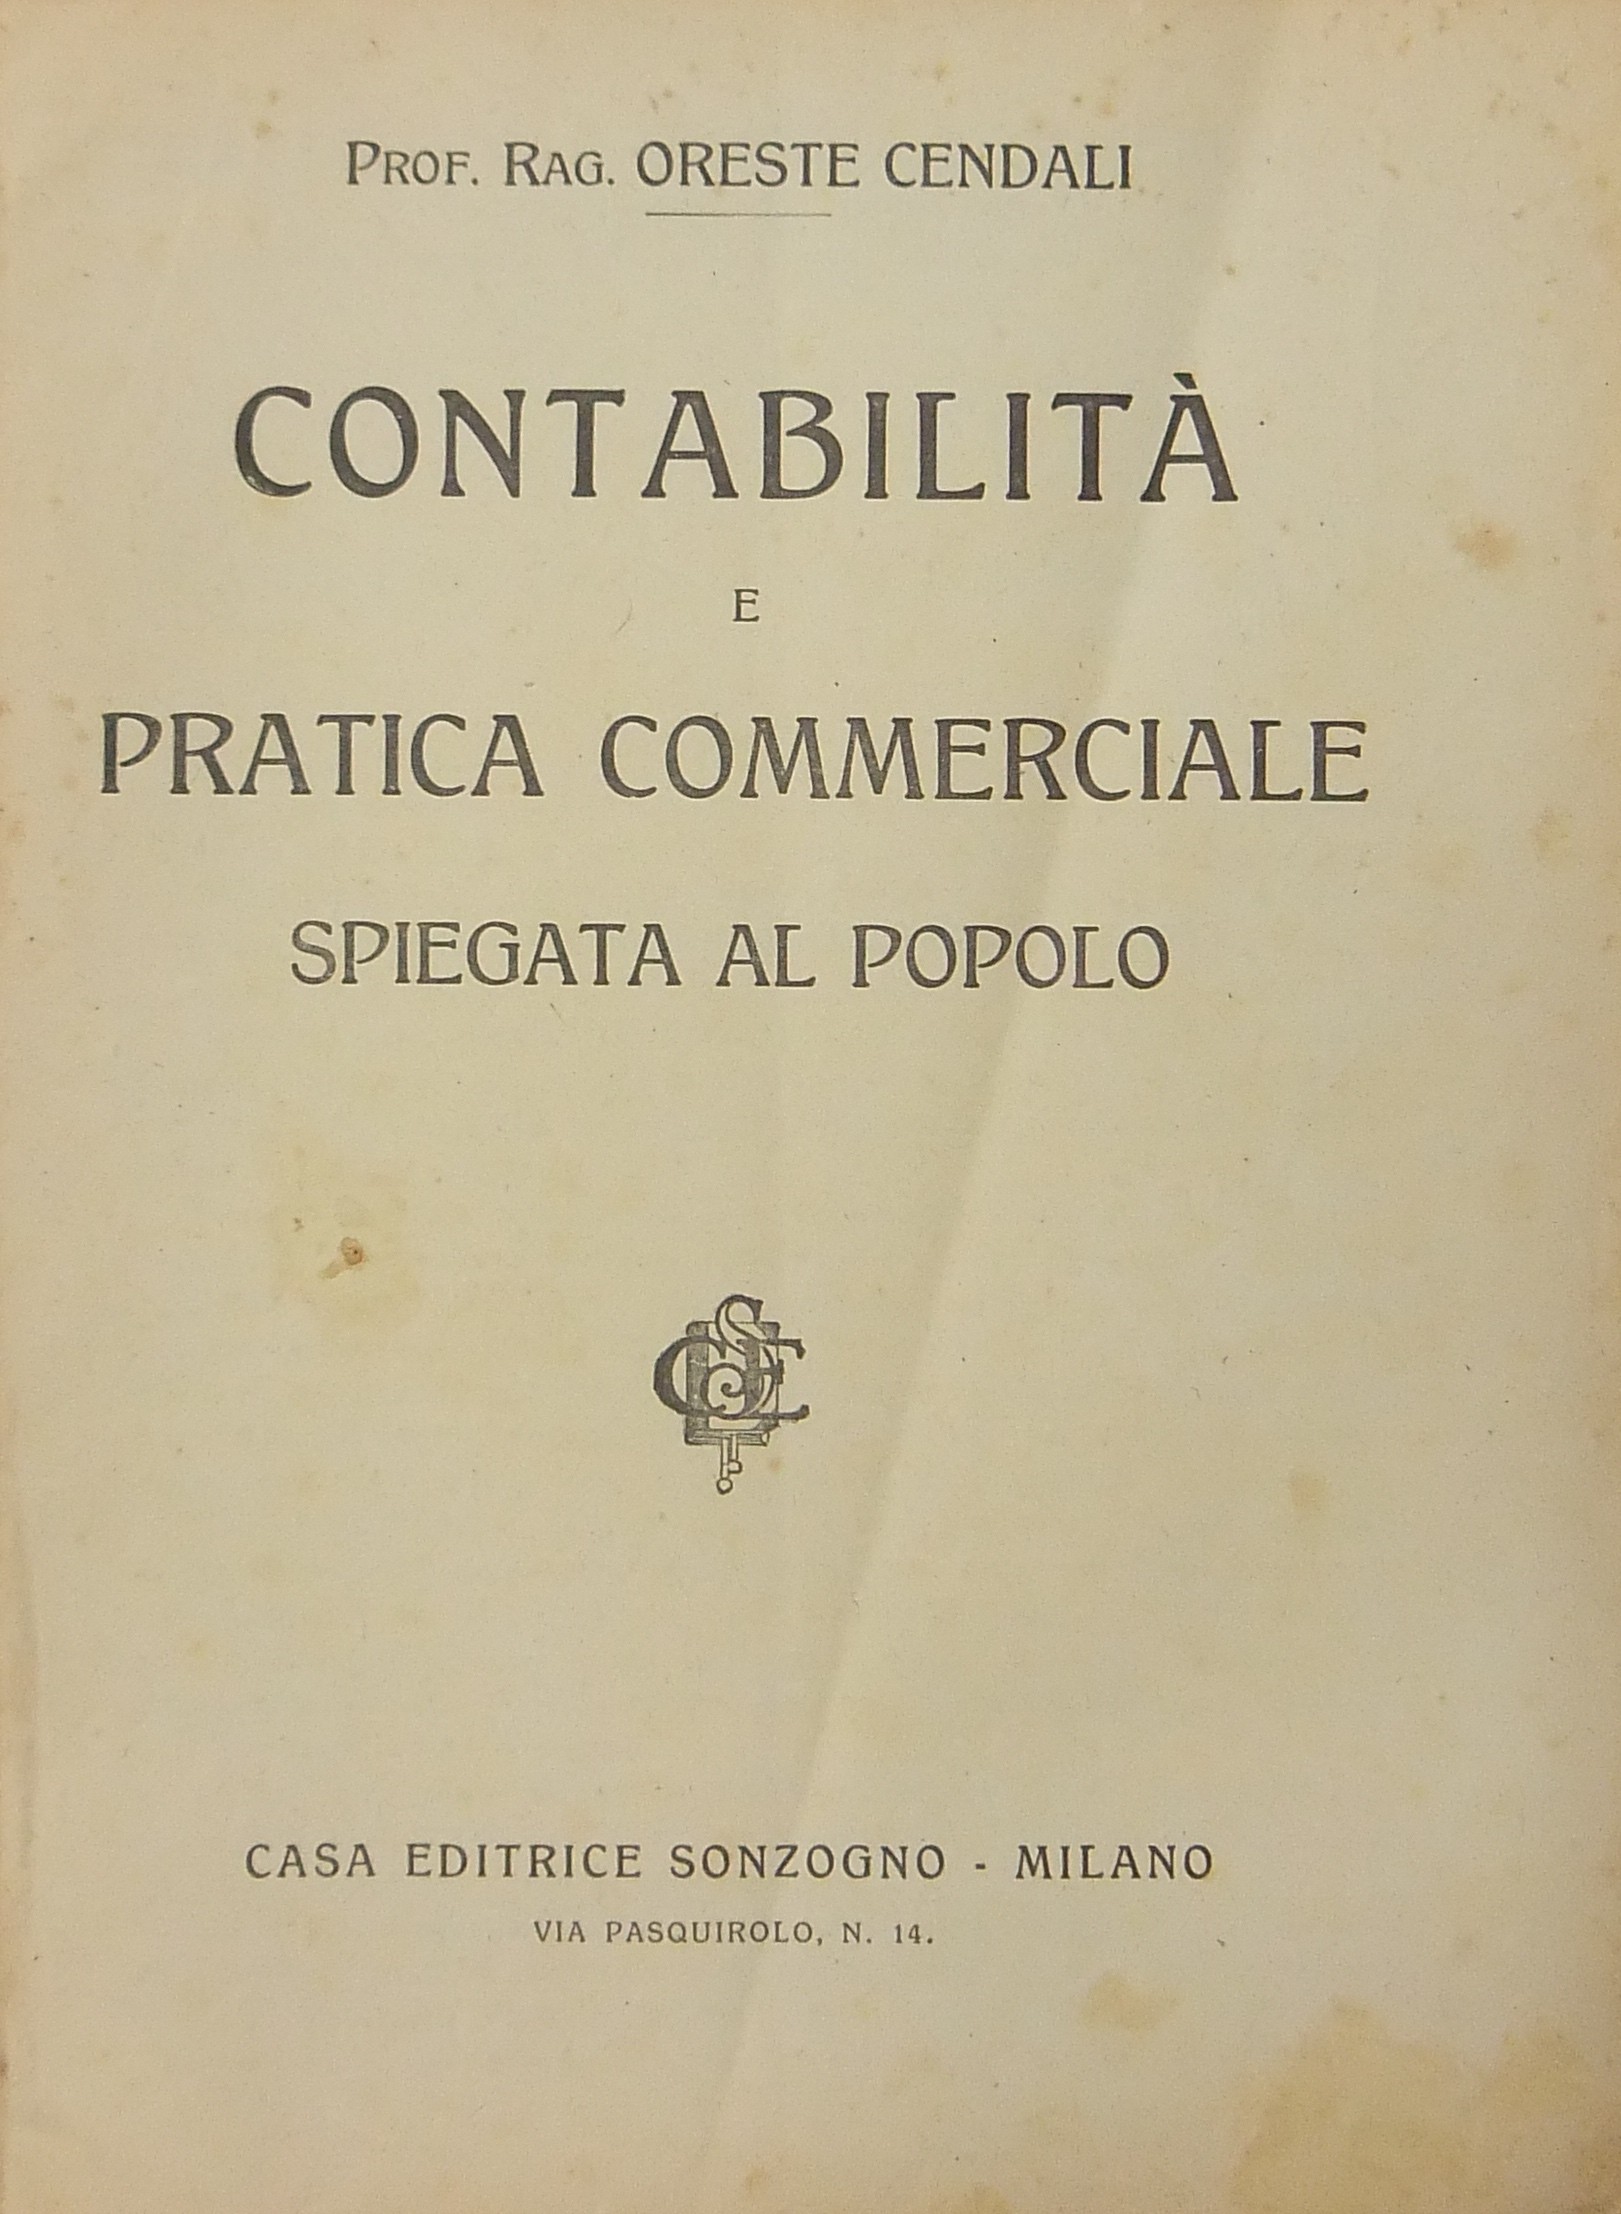 PROF. RAG. ORESTE CENDALI
CONTABILITÀ
E
PRATICA COMMERCIALE
SPIEGATA AL POPOLO
CASA EDITRICE SONZOGNO - MILANO
VIA PASQUIROLO, N. 14.